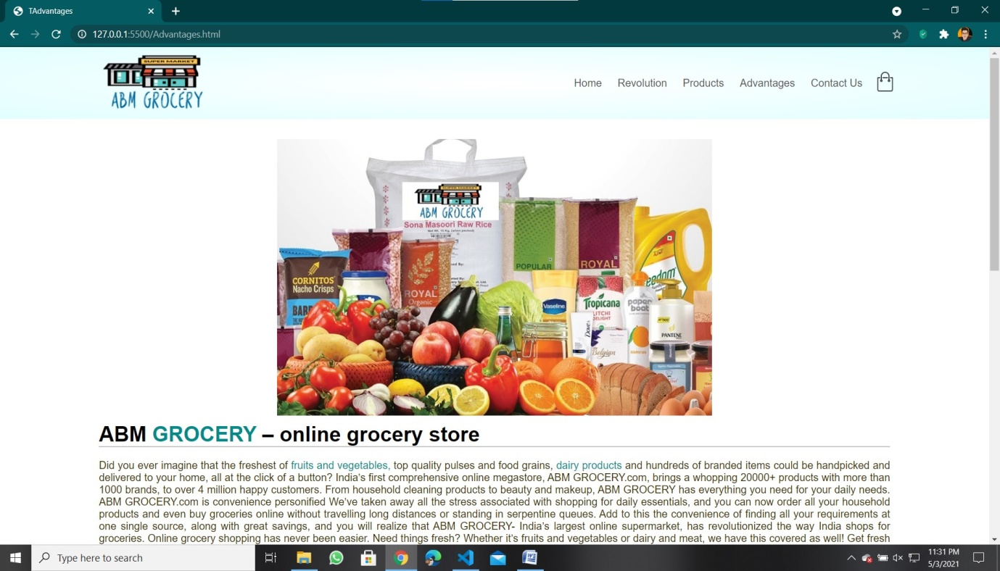 TAdvantages
127.0.0.1:5500/Advantages.html
SUPER MARKET
ABM GROCERY
Home Revolution Products Advantages Contact Us
SUPER MARKET
ABM GROCERY
Sona Masoori Raw Rice
POPULAR
ROYAL
CORNITOS
Nacho Crisps
ROYAL
Organic
Vaseline
Tropicana
LITCHI
DELIGHT
paper
boat
Dove
Belgian
PANTENE
ABM GROCERY – online grocery store
Did you ever imagine that the freshest of fruits and vegetables, top quality pulses and food grains, dairy products and hundreds of branded items could be handpicked and
delivered to your home, all at the click of a button? India’s first comprehensive online megastore, ABM GROCERY.com, brings a whopping 20000+ products with more than
1000 brands, to over 4 million happy customers. From household cleaning products to beauty and makeup, ABM GROCERY has everything you need for your daily needs.
ABM GROCERY.com is convenience personified We’ve taken away all the stress associated with shopping for daily essentials, and you can now order all your household
products and even buy groceries online without travelling long distances or standing in serpentine queues. Add to this the convenience of finding all your requirements at
one single source, along with great savings, and you will realize that ABM GROCERY- India’s largest online supermarket, has revolutionized the way India shops for
groceries. Online grocery shopping has never been easier. Need things fresh? Whether it’s fruits and vegetables or dairy and meat, we have this covered as well! Get fresh
Type here to search
11:31 PM
5/3/2021